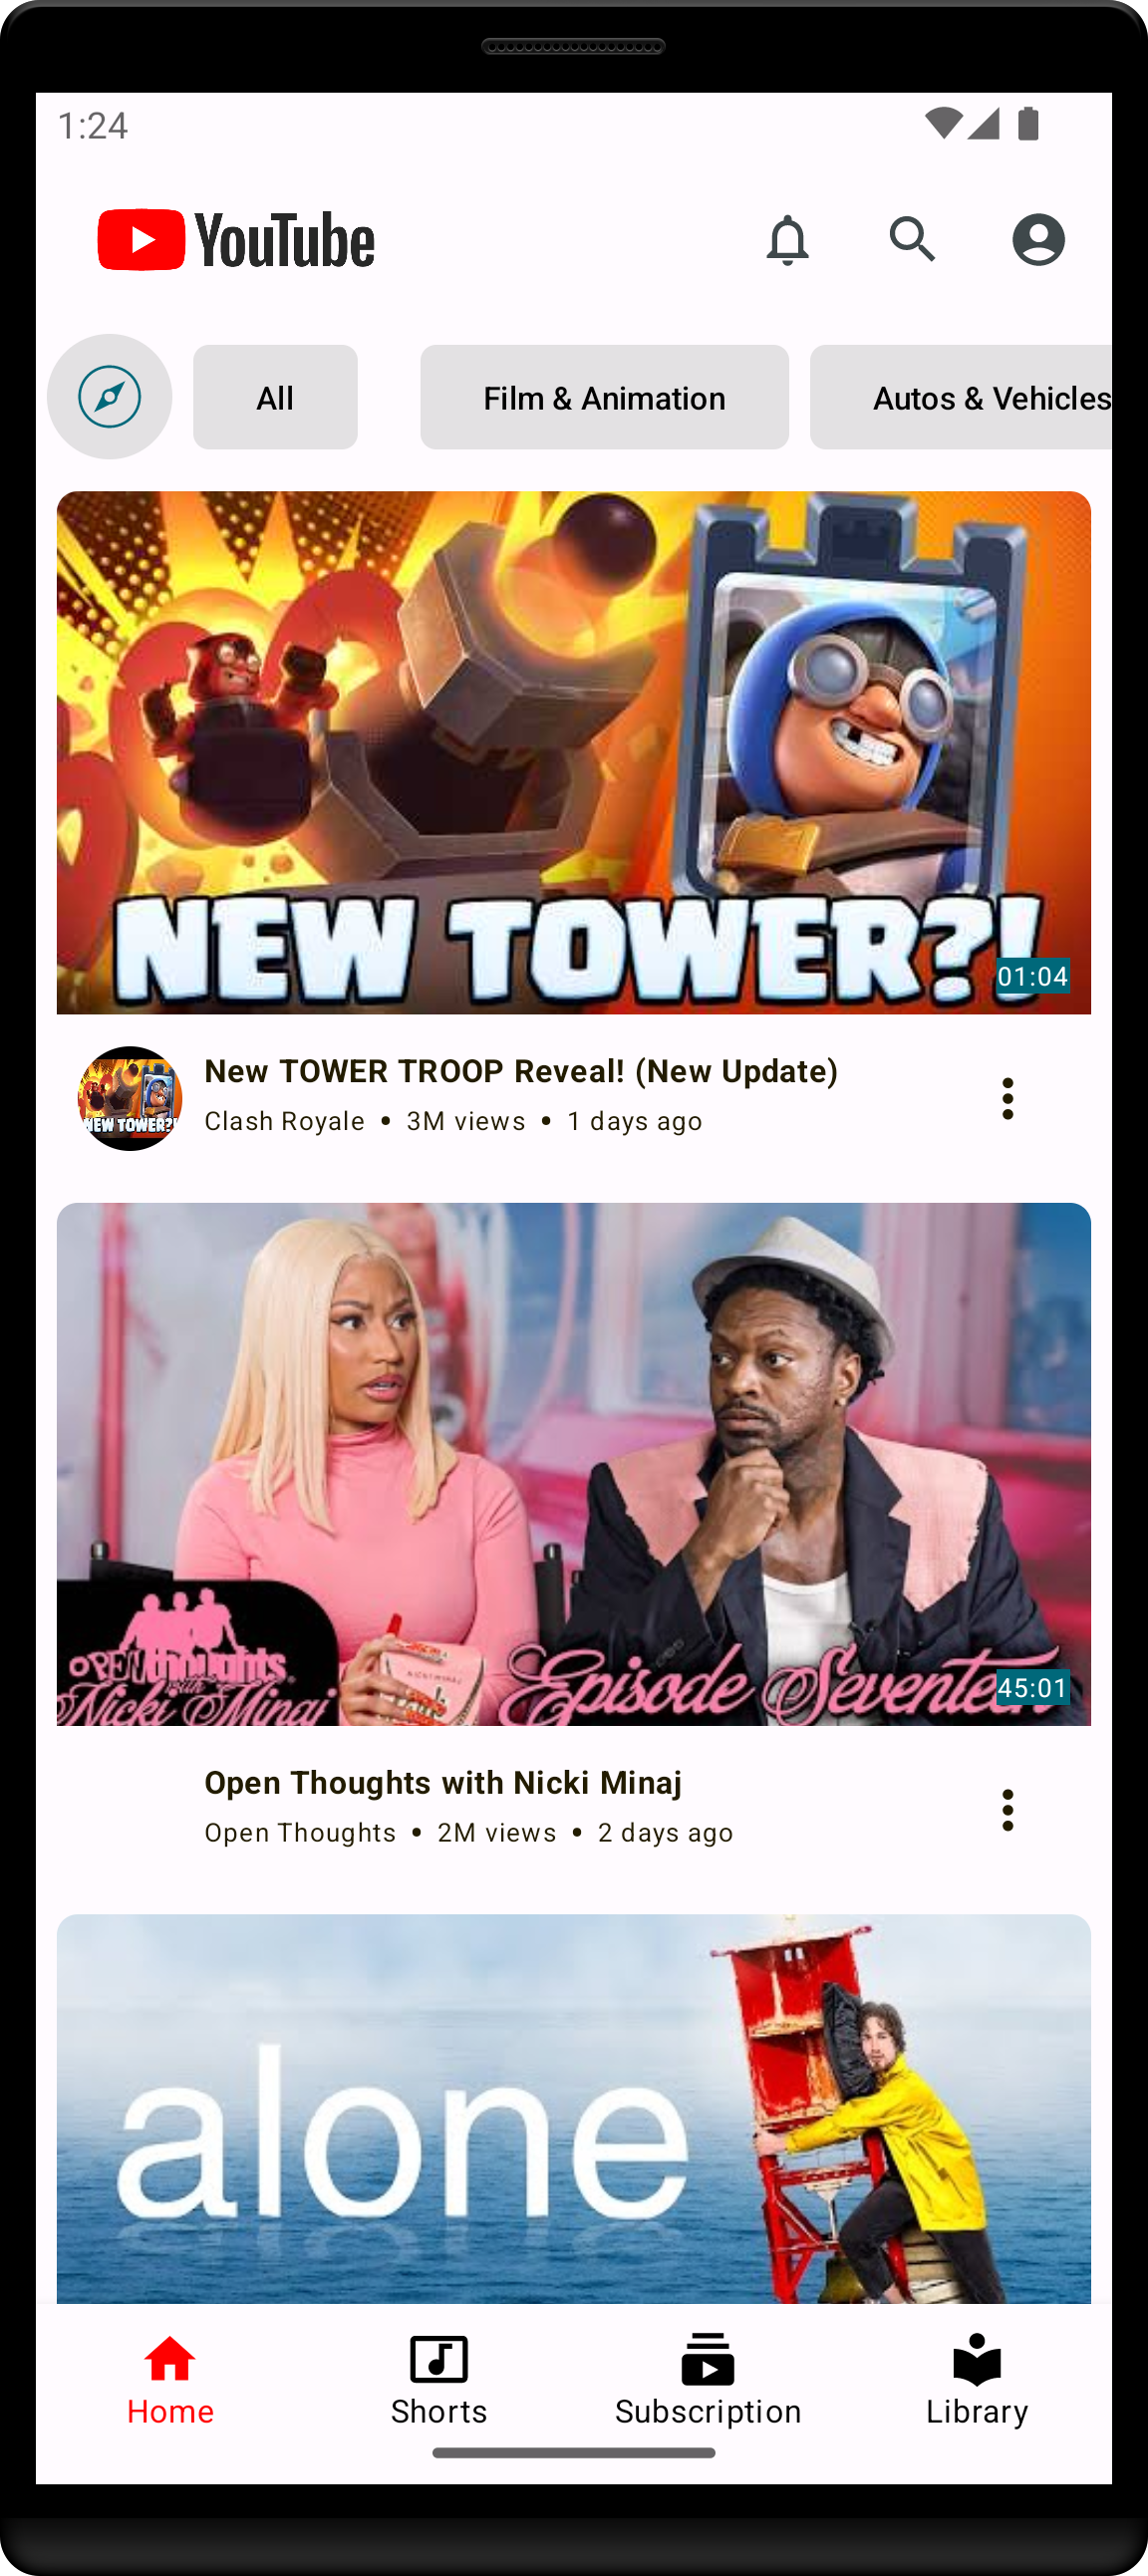 1:24
YouTube
All
Film & Animation
Autos & Vehicles
NEW TOWER?!
01:04
NEW TOWER?!
New TOWER TROOP Reveal! (New Update)
Clash Royale • 3M views • 1 days ago
OPEN thoughts
with
Nicki Minaj
Episode Seventeen
45:01
Open Thoughts with Nicki Minaj
Open Thoughts • 2M views • 2 days ago
alone
Home
Shorts
Subscription
Library